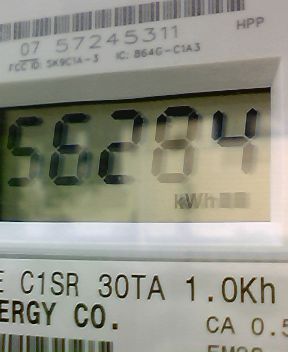 HPP
07 57245311
FCC ID: SK9C1A-3 IC: 864G-C1A3
56284
kWh
E C1SR 30TA 1.0Kh
NERGY CO.
CA 0.5